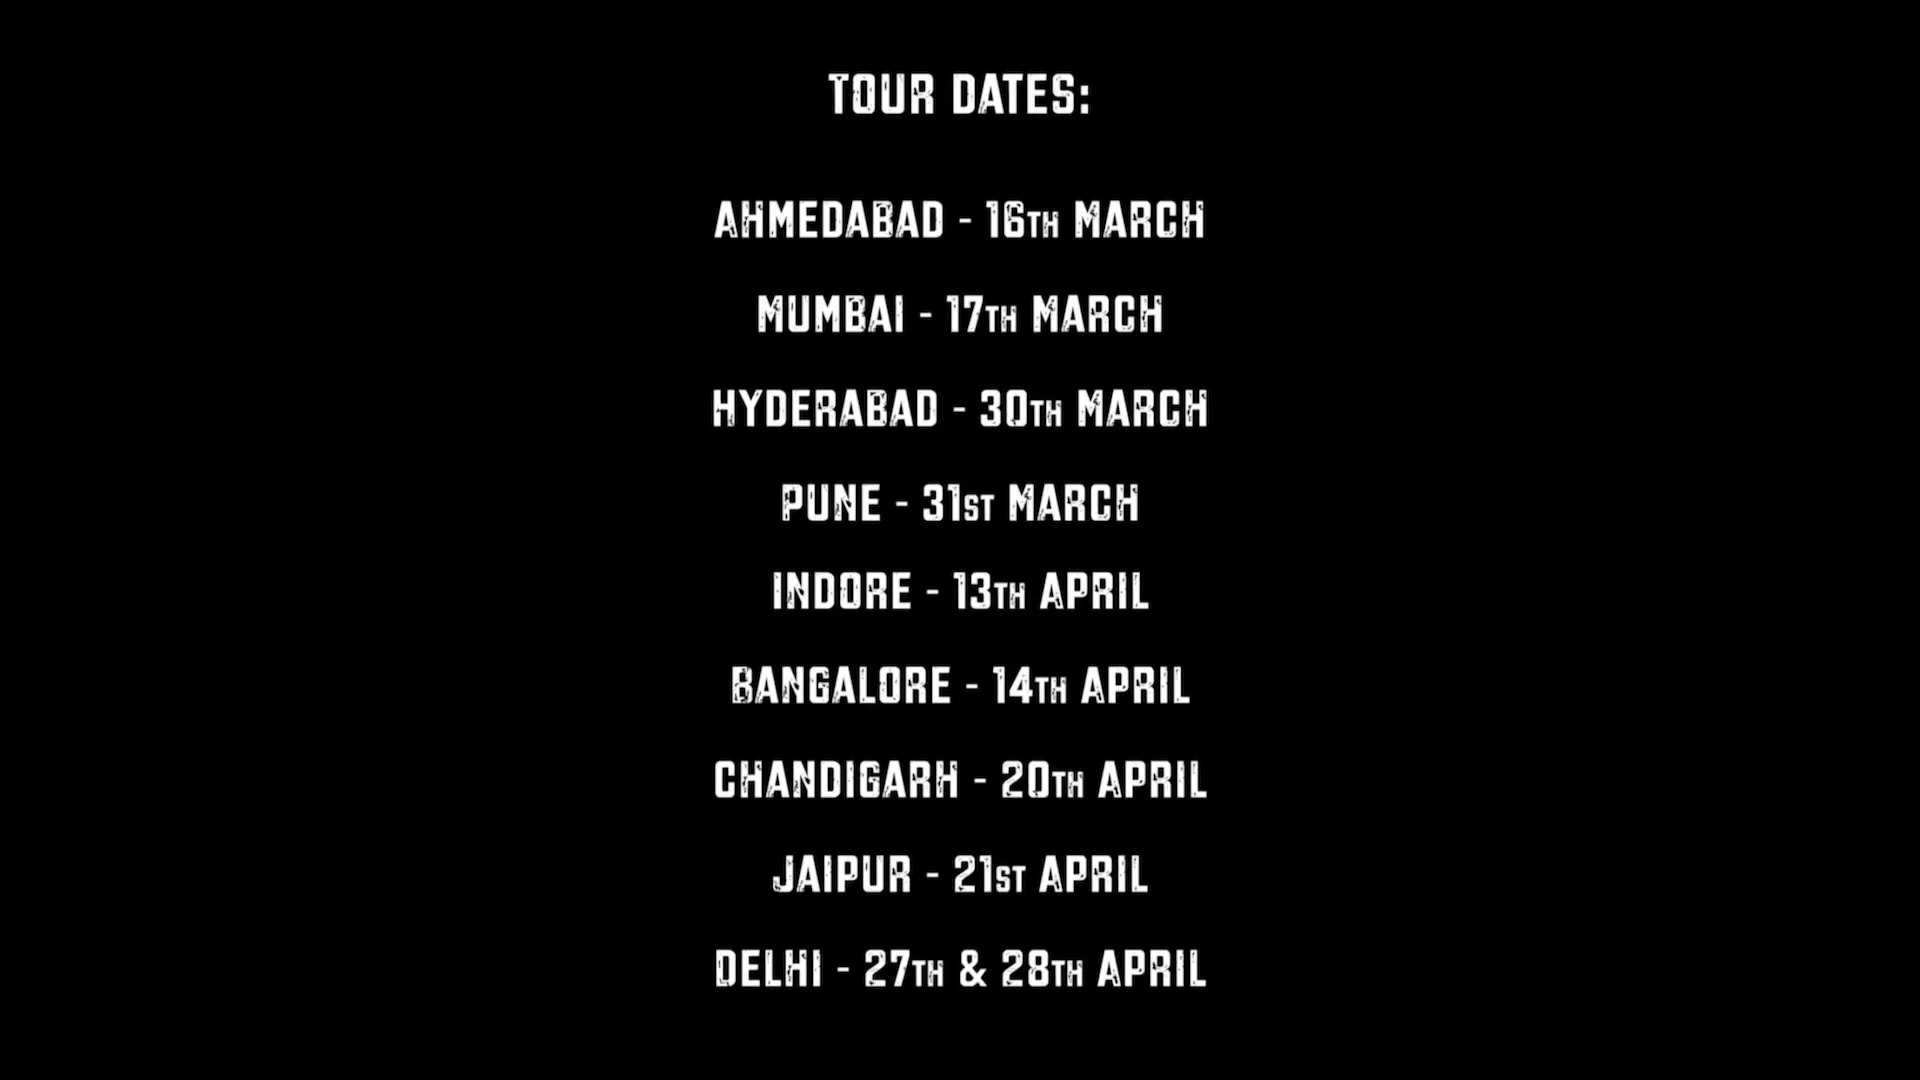 TOUR DATES:
AHMEDABAD - 16TH MARCH
MUMBAI - 17TH MARCH
HYDERABAD - 30TH MARCH
PUNE - 31ST MARCH
INDORE - 13TH APRIL
BANGALORE - 14TH APRIL
CHANDIGARH - 20TH APRIL
JAIPUR - 21ST APRIL
DELHI - 27TH & 28TH APRIL